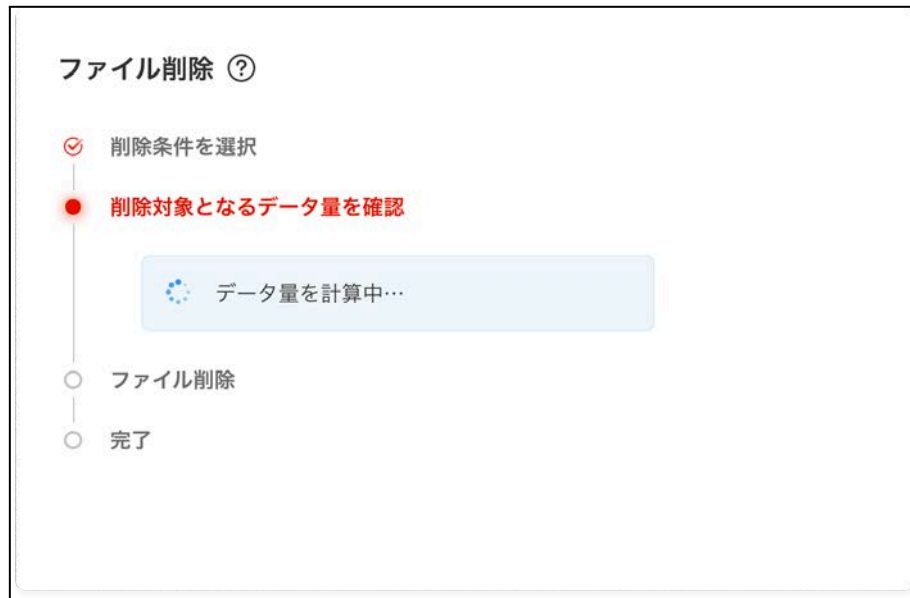 ファイル削除 ?
削除条件を選択
削除対象となるデータ量を確認
データ量を計算中…
ファイル削除
完了